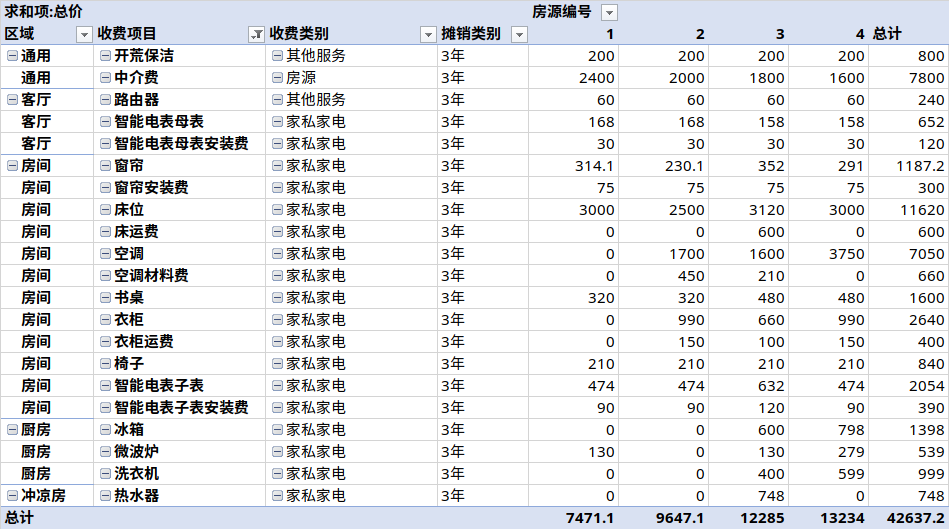 求和项:总价 房源编号
区域 收费项目 收费类别 摊销类别 1 2 3 4 总计
通用 开荒保洁 其他服务 3年 200 200 200 200 800
通用 中介费 房源 3年 2400 2000 1800 1600 7800
客厅 路由器 其他服务 3年 60 60 60 60 240
客厅 智能电表母表 家私家电 3年 168 168 158 158 652
客厅 智能电表母表安装费 家私家电 3年 30 30 30 30 120
房间 窗帘 家私家电 3年 314.1 230.1 352 291 1187.2
房间 窗帘安装费 家私家电 3年 75 75 75 75 300
房间 床位 家私家电 3年 3000 2500 3120 3000 11620
房间 床运费 家私家电 3年 0 0 600 0 600
房间 空调 家私家电 3年 0 1700 1600 3750 7050
房间 空调材料费 家私家电 3年 0 450 210 0 660
房间 书桌 家私家电 3年 320 320 480 480 1600
房间 衣柜 家私家电 3年 0 990 660 990 2640
房间 衣柜运费 家私家电 3年 0 150 100 150 400
房间 椅子 家私家电 3年 210 210 210 210 840
房间 智能电表子表 家私家电 3年 474 474 632 474 2054
房间 智能电表子表安装费 家私家电 3年 90 90 120 90 390
厨房 冰箱 家私家电 3年 0 0 600 798 1398
厨房 微波炉 家私家电 3年 130 0 130 279 539
厨房 洗衣机 家私家电 3年 0 0 400 599 999
冲凉房 热水器 家私家电 3年 0 0 748 0 748
总计 7471.1 9647.1 12285 13234 42637.2